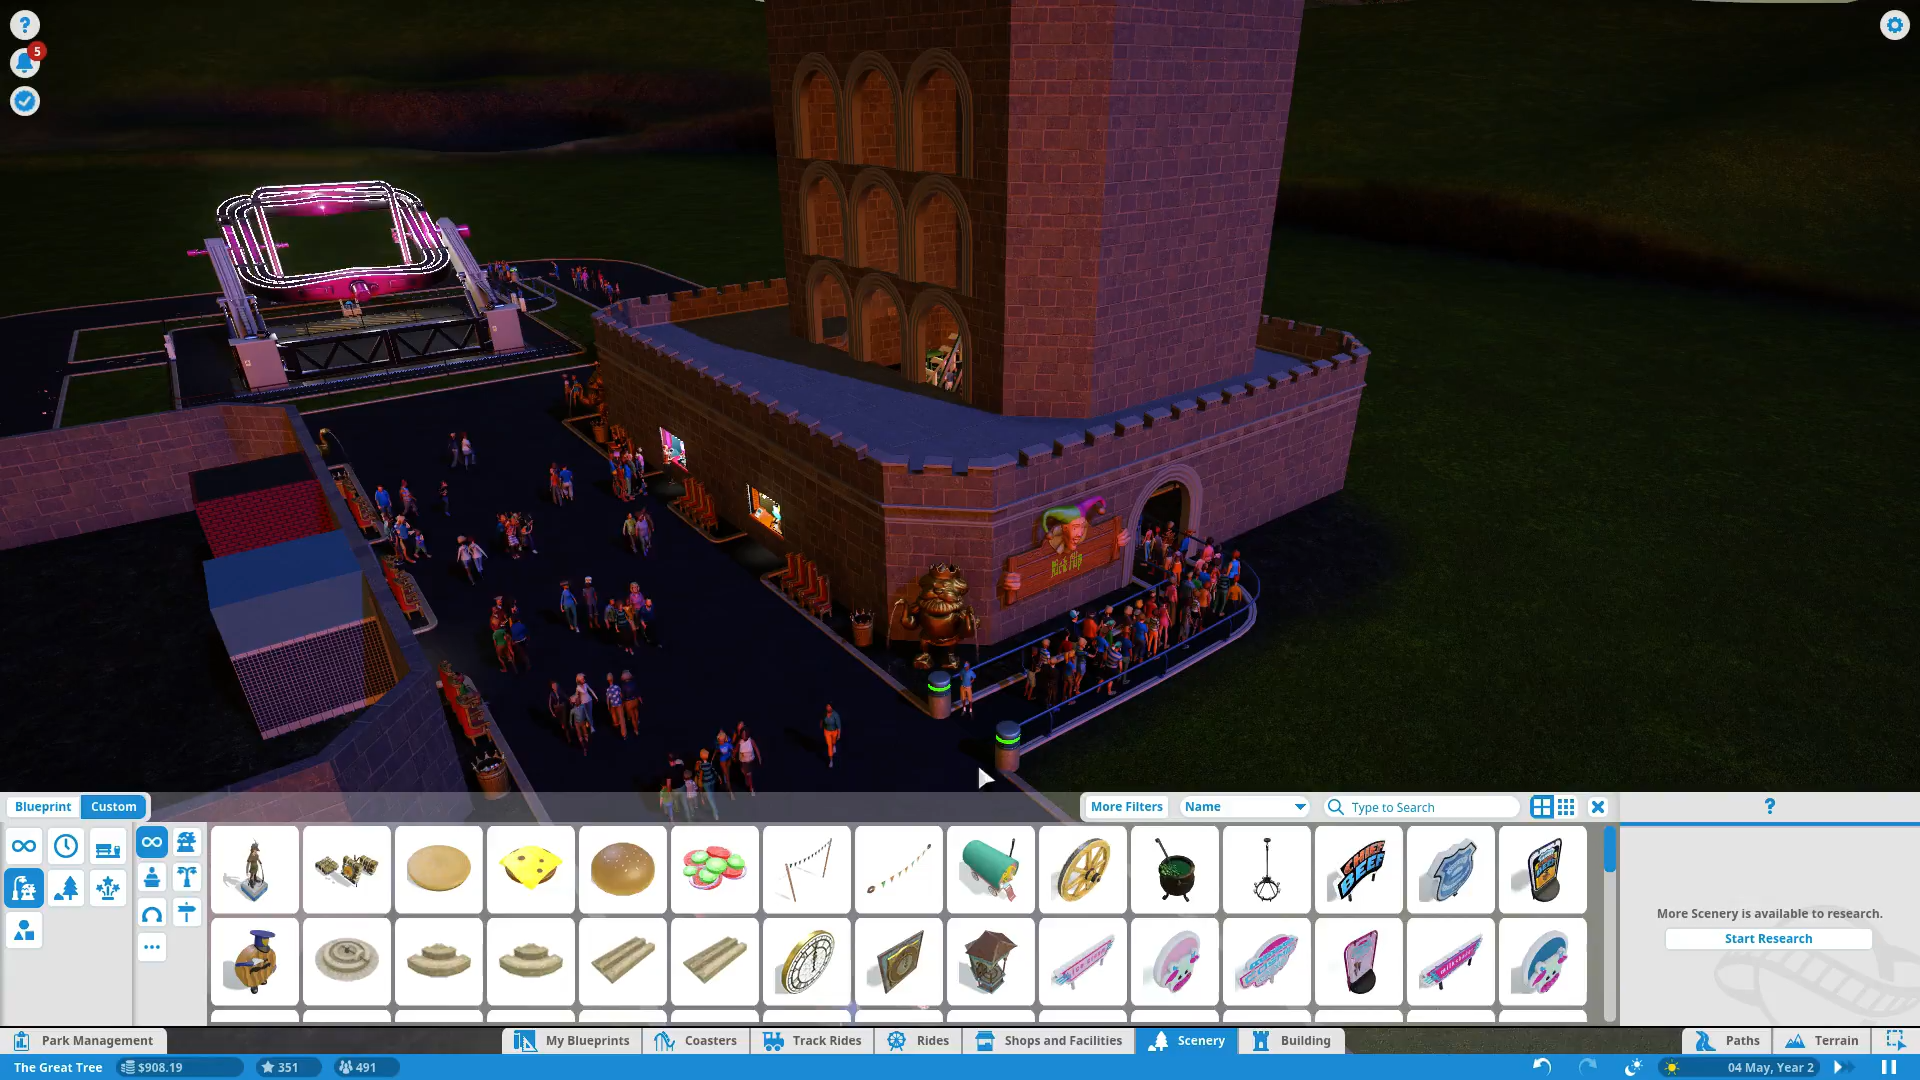 ?
5
Blueprint
Custom
More Filters
Name
Type to Search
?
CHIEF
BEEF
More Scenery is available to research.
Start Research
Park Management
My Blueprints
Coasters
Track Rides
Rides
Shops and Facilities
Scenery
Building
Paths
Terrain
The Great Tree
$908.19
351
491
04 May, Year 2